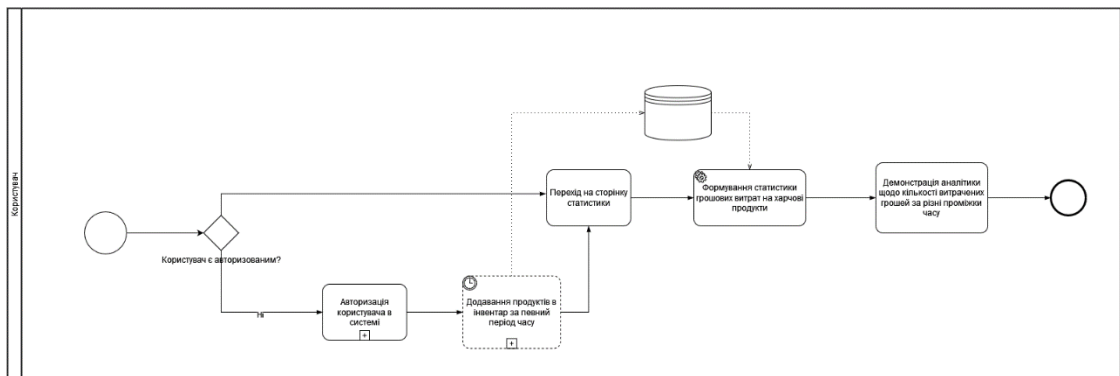 Користувач
Користувач є авторизованим?
Ні
Авторизація
користувача в
системі
Додавання продуктів в
інвентар за певний
період часу
Перехід на сторінку
статистики
Формування статистики
грошових витрат на харчові
продукти
Демонстрація аналітики
щодо кількості витрачених
грошей за різні проміжки
часу